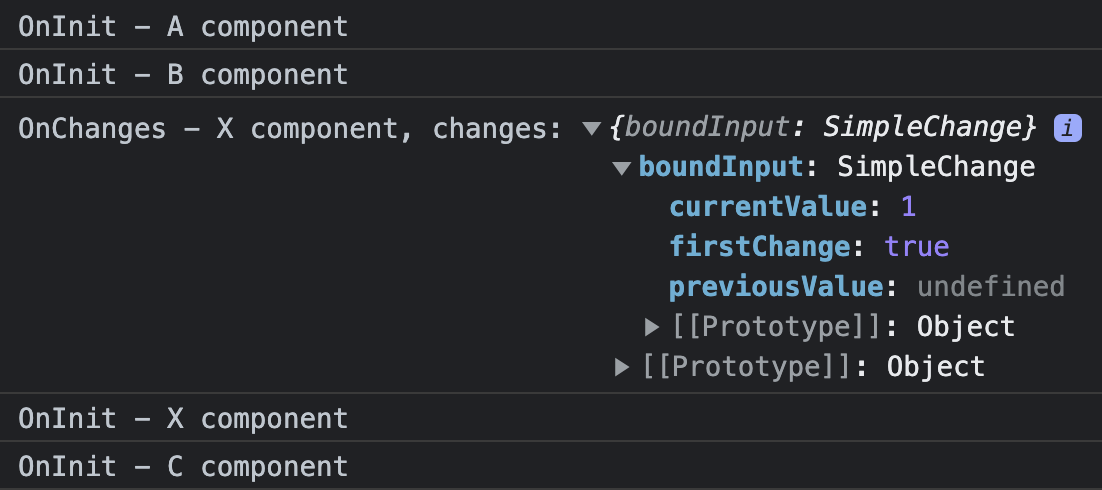 OnInit – A component
OnInit – B component
OnChanges – X component, changes: ▼{boundInput: SimpleChange} i
▼boundInput: SimpleChange
currentValue: 1
firstChange: true
previousValue: undefined
▶[[Prototype]]: Object
▶[[Prototype]]: Object
OnInit – X component
OnInit – C component